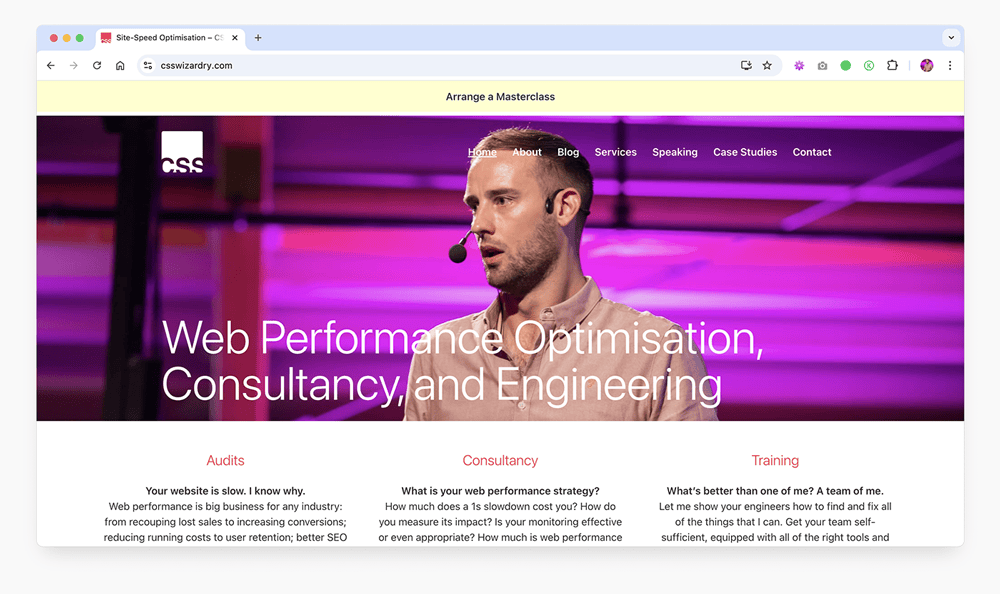 Site-Speed Optimisation – CS
csswizardry.com
Arrange a Masterclass
css
Home About Blog Services Speaking Case Studies Contact
Web Performance Optimisation,
Consultancy, and Engineering
Audits
Your website is slow. I know why.
Web performance is big business for any industry:
from recouping lost sales to increasing conversions;
reducing running costs to user retention; better SEO
Consultancy
What is your web performance strategy?
How much does a 1s slowdown cost you? How do
you measure its impact? Is your monitoring effective
or even appropriate? How much is web performance
Training
What’s better than one of me? A team of me.
Let me show your engineers how to find and fix all
of the things that I can. Get your team self-
sufficient, equipped with all of the right tools and